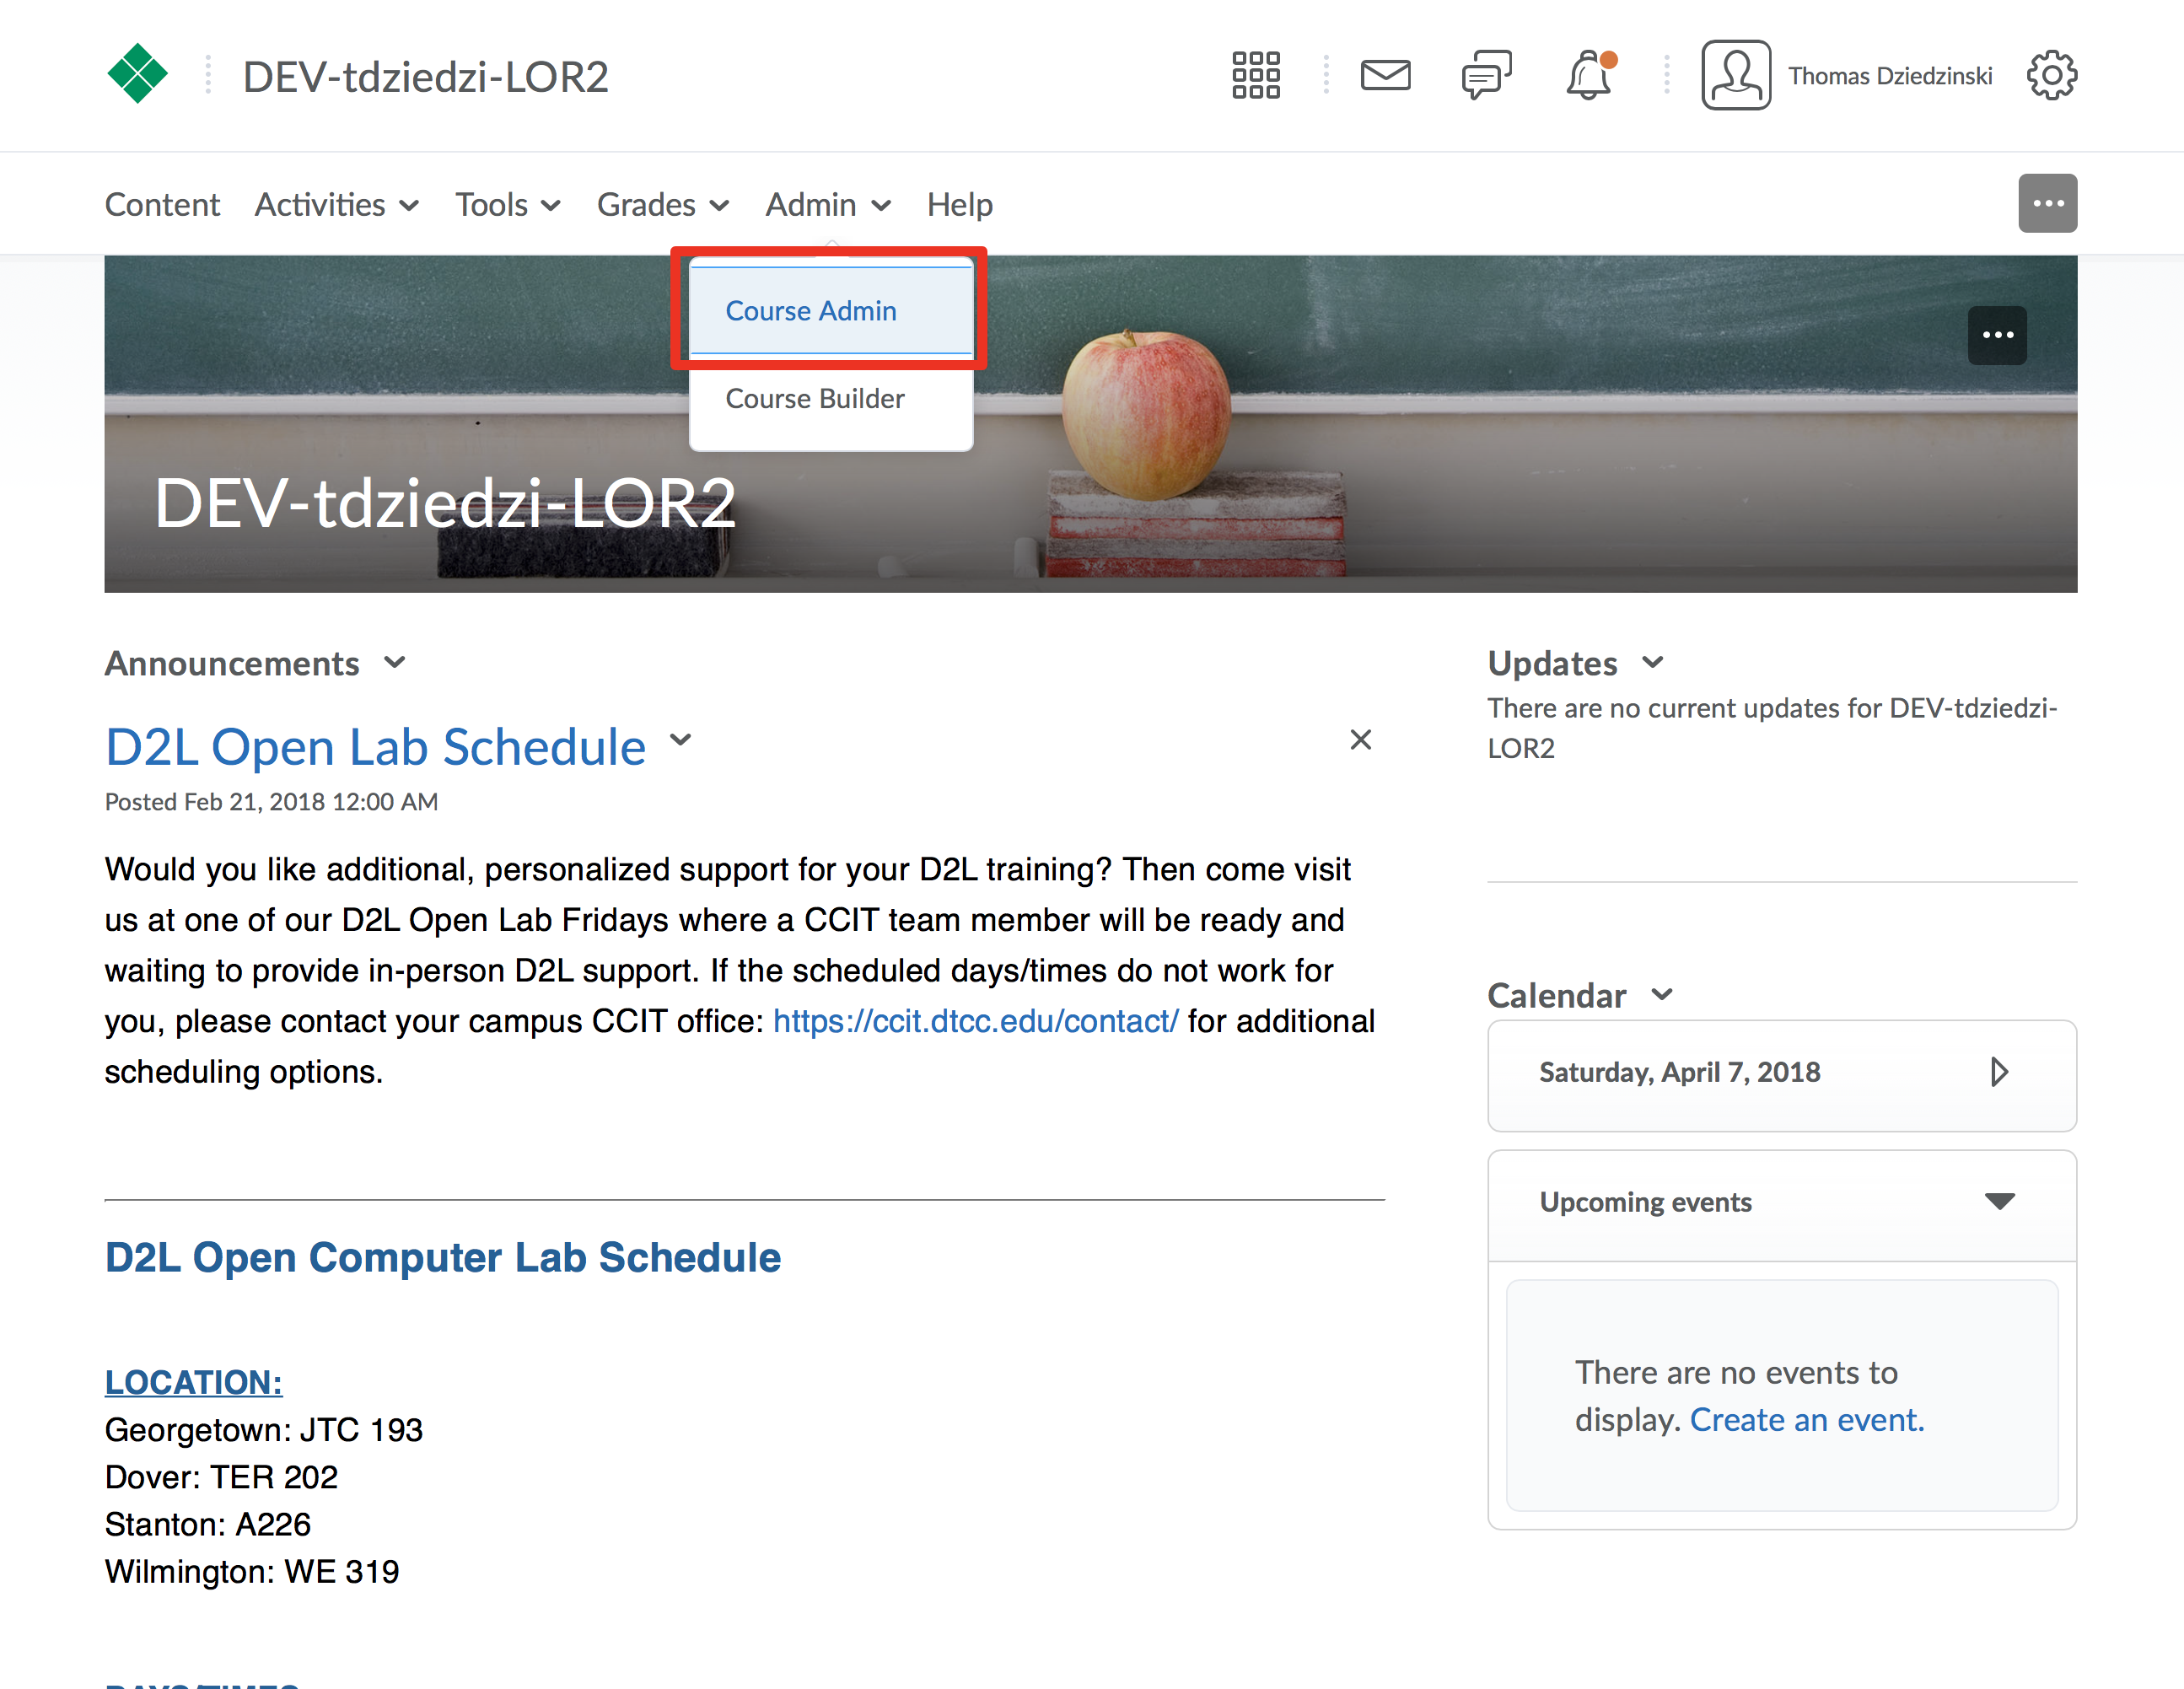 DEV-tdziedzi-LOR2
Thomas Dziedzinski
Content Activities Tools Grades Admin Help
Course Admin
Course Builder
DEV-tdziedzi-LOR2
Announcements
D2L Open Lab Schedule
Posted Feb 21, 2018 12:00 AM
Would you like additional, personalized support for your D2L training? Then come visit
us at one of our D2L Open Lab Fridays where a CCIT team member will be ready and
waiting to provide in-person D2L support. If the scheduled days/times do not work for
you, please contact your campus CCIT office: https://ccit.dtcc.edu/contact/ for additional
scheduling options.
D2L Open Computer Lab Schedule
LOCATION:
Georgetown: JTC 193
Dover: TER 202
Stanton: A226
Wilmington: WE 319
Updates
There are no current updates for DEV-tdziedzi-
LOR2
Calendar
Saturday, April 7, 2018
Upcoming events
There are no events to
display. Create an event.